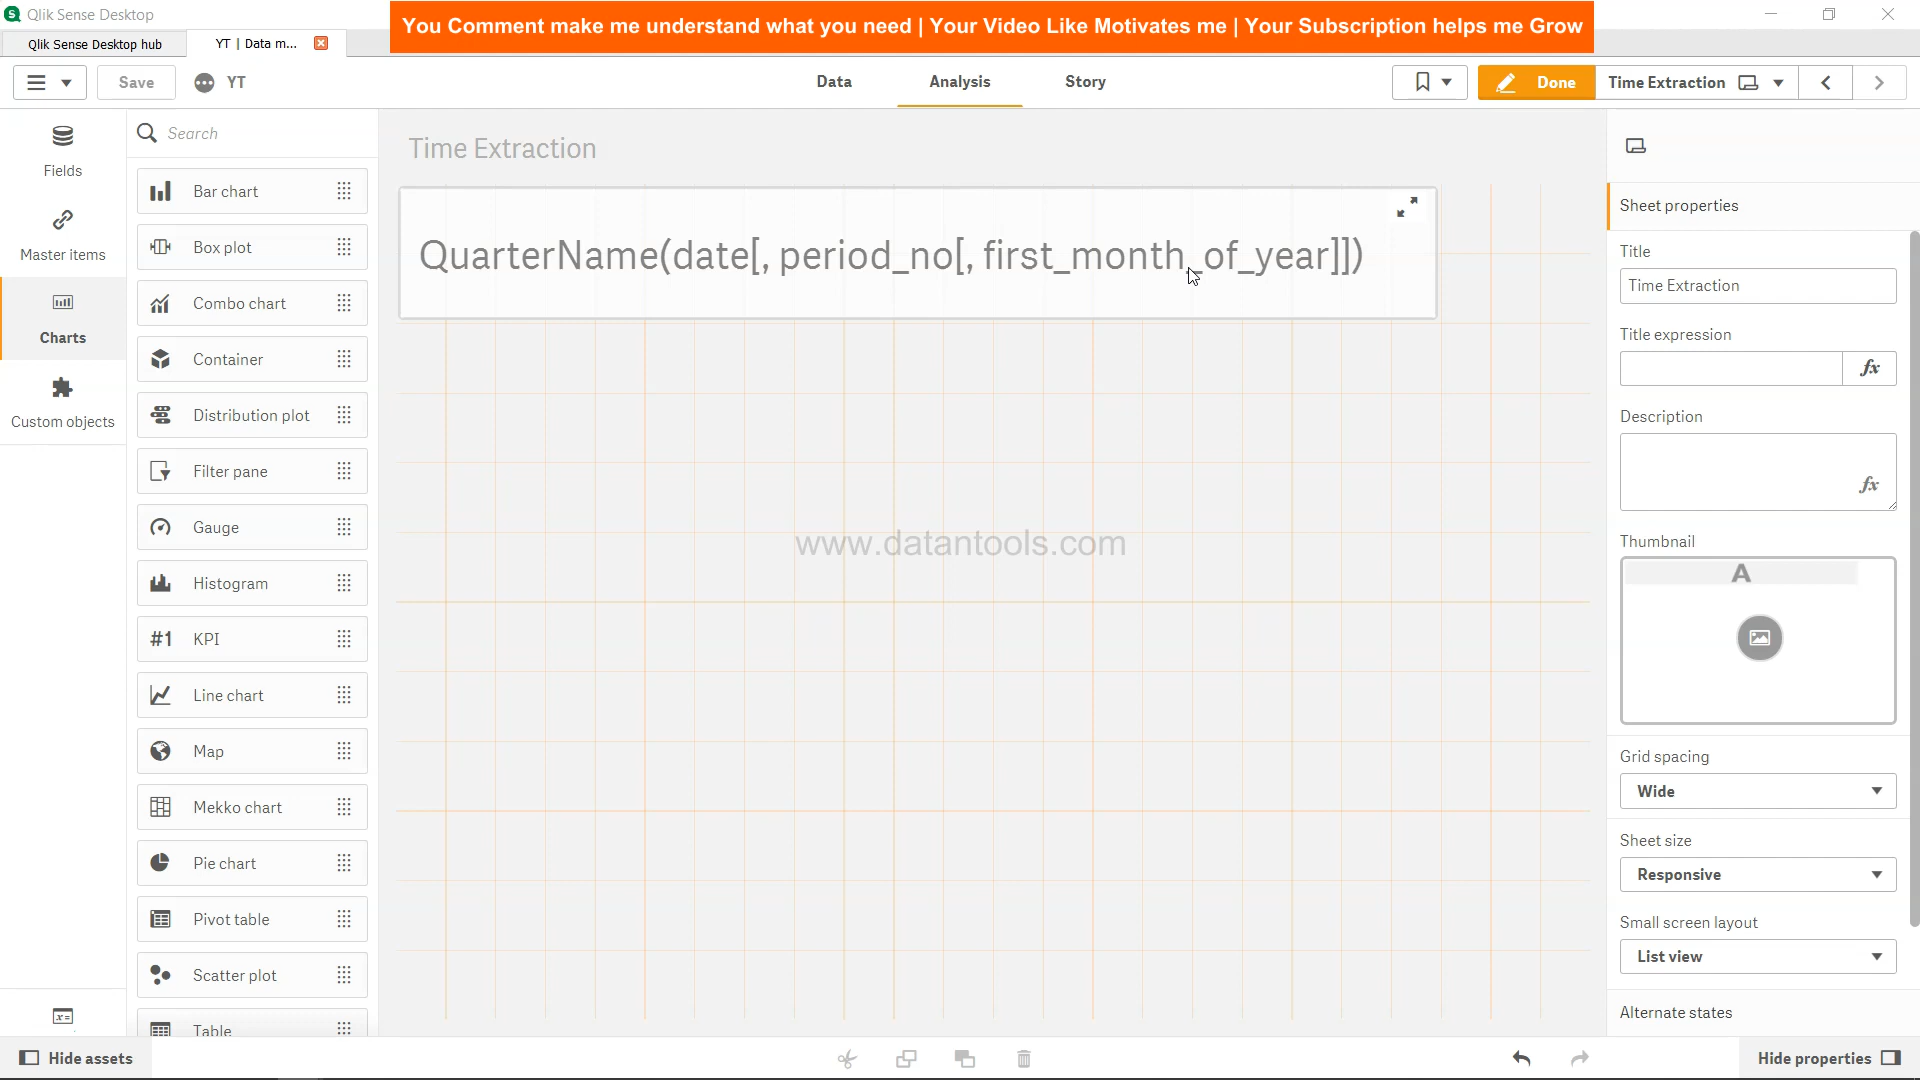 Qlik Sense Desktop
You Comment make me understand what you need | Your Video Like Motivates me | Your Subscription helps me Grow
Qlik Sense Desktop hub
YT | Data m...
Save
YT
Data
Analysis
Story
Done
Time Extraction
Fields
Master items
Charts
Custom objects
Search
Bar chart
Box plot
Combo chart
Container
Distribution plot
Filter pane
Gauge
Histogram
#1 KPI
Line chart
Map
Mekko chart
Pie chart
Pivot table
Scatter plot
Table
Time Extraction
QuarterName(date[, period_no[, first_month_of_year]])
www.datantools.com
Sheet properties
Title
Time Extraction
Title expression
fx
Description
fx
Thumbnail
A
Grid spacing
Wide
Sheet size
Responsive
Small screen layout
List view
Alternate states
x=
Hide assets
Hide properties